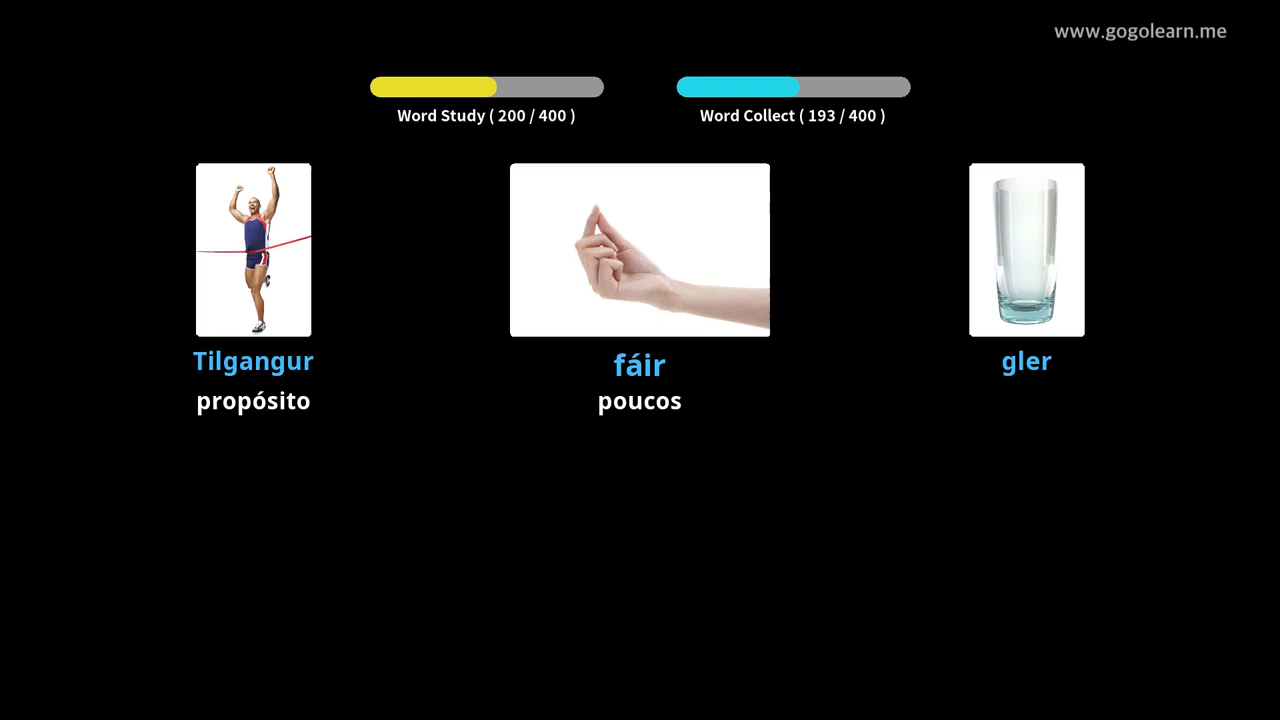 www.gogolearn.me
Word Study ( 200 / 400 )
Word Collect ( 193 / 400 )
Tilgangur
propósito
fáir
poucos
gler